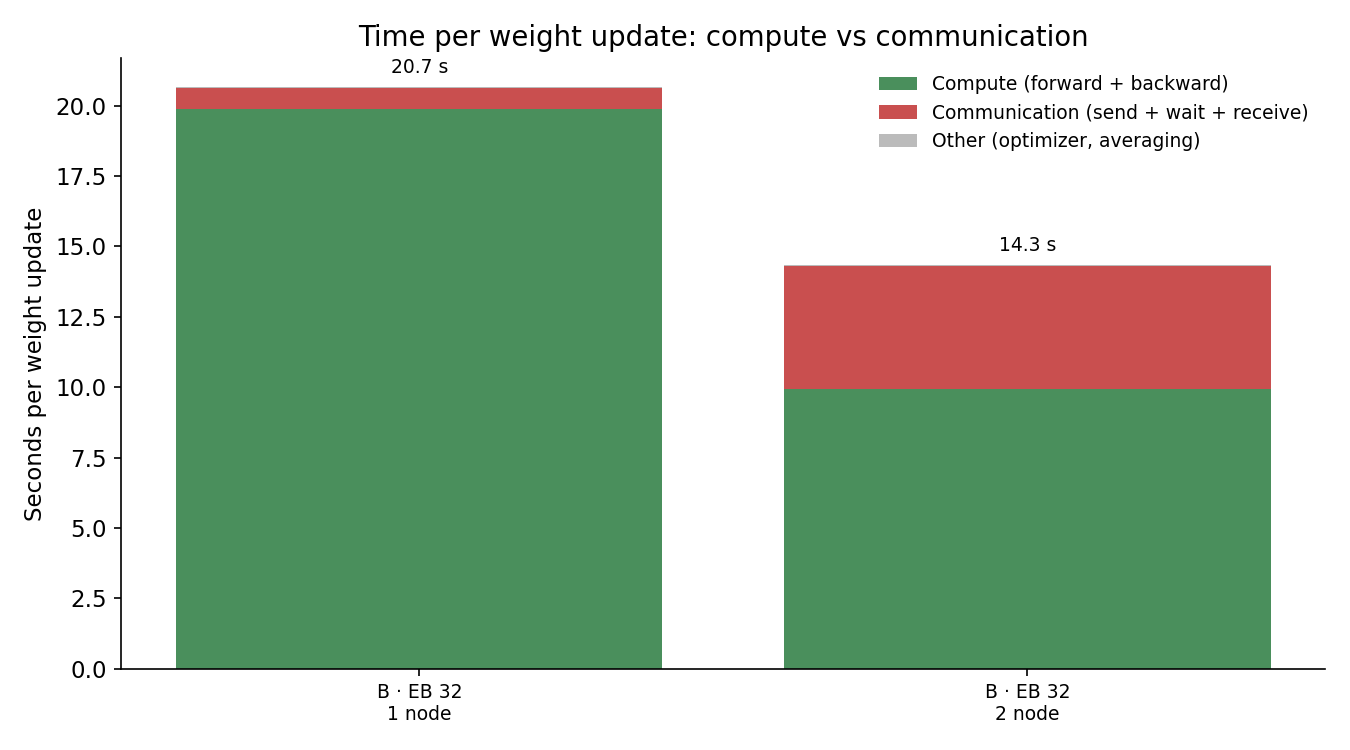 Time per weight update: compute vs communication
20.7 s
Compute (forward + backward)
Communication (send + wait + receive)
Other (optimizer, averaging)
14.3 s
Seconds per weight update
20.0
17.5
15.0
12.5
10.0
7.5
5.0
2.5
0.0
B · EB 32
1 node
B · EB 32
2 node